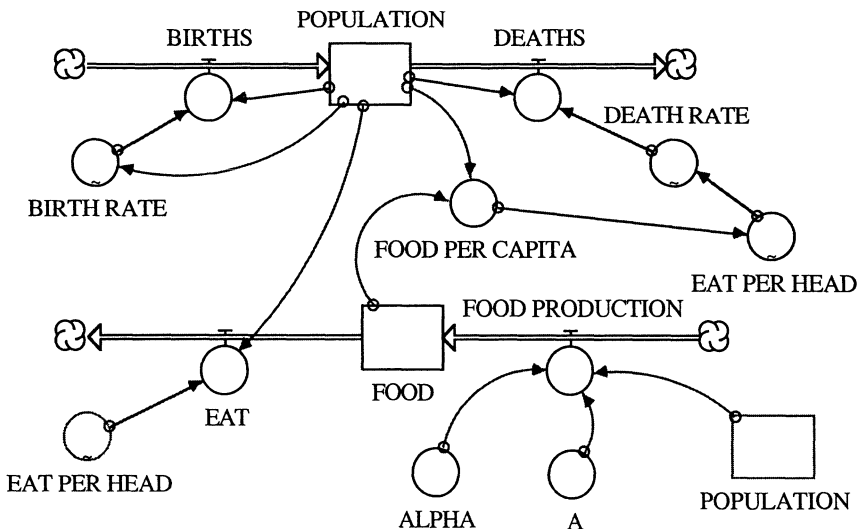 POPULATION
BIRTHS
DEATHS
DEATH RATE
BIRTH RATE
FOOD PER CAPITA
EAT PER HEAD
FOOD PRODUCTION
FOOD
EAT
EAT PER HEAD
POPULATION
ALPHA
A